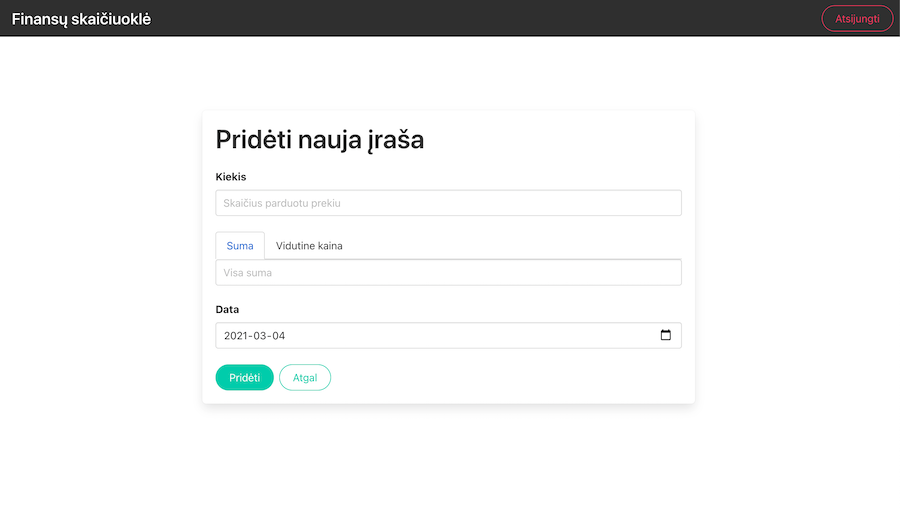 Finansų skaičiuoklė
Atsijungti
Pridėti nauja įraša
Kiekis
Skaičius parduotu prekiu
Suma
Vidutine kaina
Visa suma
Data
2021-03-04
Pridėti
Atgal